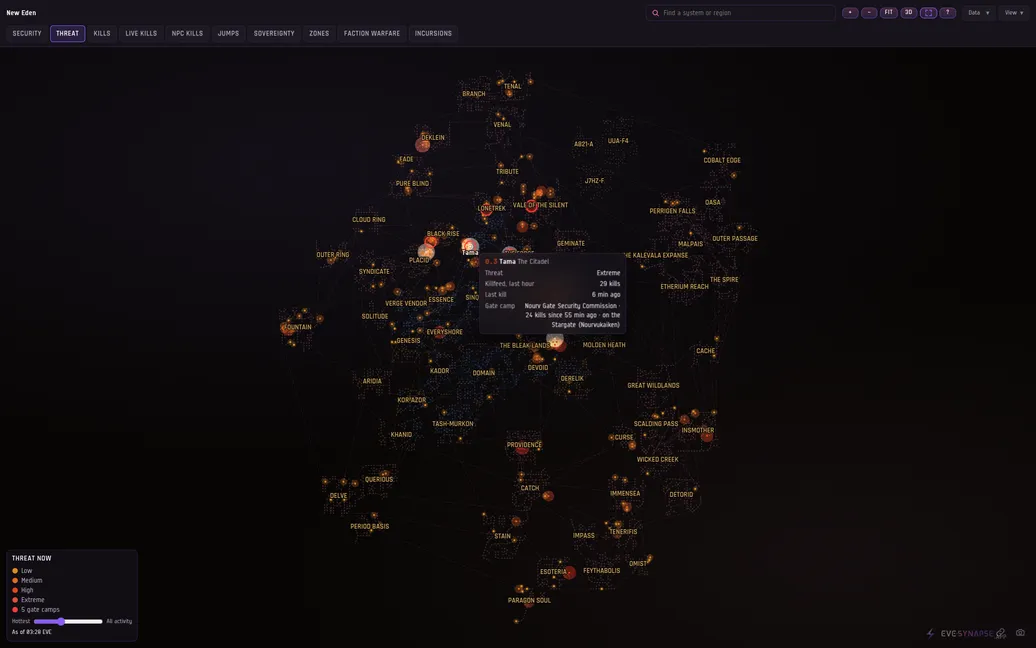 New Eden
Find a system or region
+ - FIT 3D ?
Data ▾ View ▾
SECURITY THREAT KILLS LIVE KILLS NPC KILLS JUMPS SOVEREIGNTY ZONES FACTION WARFARE INCURSIONS
TENAL
BRANCH
VENAL
DEKLEIN
A821-A
UUA-F4
FADE
COBALT EDGE
TRIBUTE
PURE BLIND
J7HZ-F
LONETREK
VALE OF THE SILENT
OASA
PERRIGEN FALLS
CLOUD RING
BLACK RISE
GEMINATE
MALPAIS
OUTER PASSAGE
Tama
OUTER RING
PLACID
THE KALEVALA EXPANSE
SYNDICATE
THE SPIRE
ETHERIUM REACH
0.3 Tama The Citadel
Threat Extreme
Killfeed, last hour 29 kills
Last kill 6 min ago
Gate camp Nourv Gate Security Commission ·
24 kills since 55 min ago · on the
Stargate (Nourvukaiken)
ESSENCE
VERGE VENDOR
SOLITUDE
FOUNTAIN
EVERYSHORE
GENESIS
THE BLEAK LANDS
MOLDEN HEATH
CACHE
DEVOID
KADOR
DOMAIN
DERELIK
ARIDIA
GREAT WILDLANDS
KOR-AZOR
TASH-MURKON
SCALDING PASS
INSMOTHER
KHANID
CURSE
PROVIDENCE
WICKED CREEK
QUERIOUS
CATCH
DELVE
IMMENSEA
DETORID
PERIOD BASIS
STAIN
IMPASS
TENERIFIS
OMIST
ESOTERIA
FEYTHABOLIS
PARAGON SOUL
THREAT NOW
Low
Medium
High
Extreme
5 gate camps
Hottest All activity
As of 03:20 EVE
EVESYNAPSE